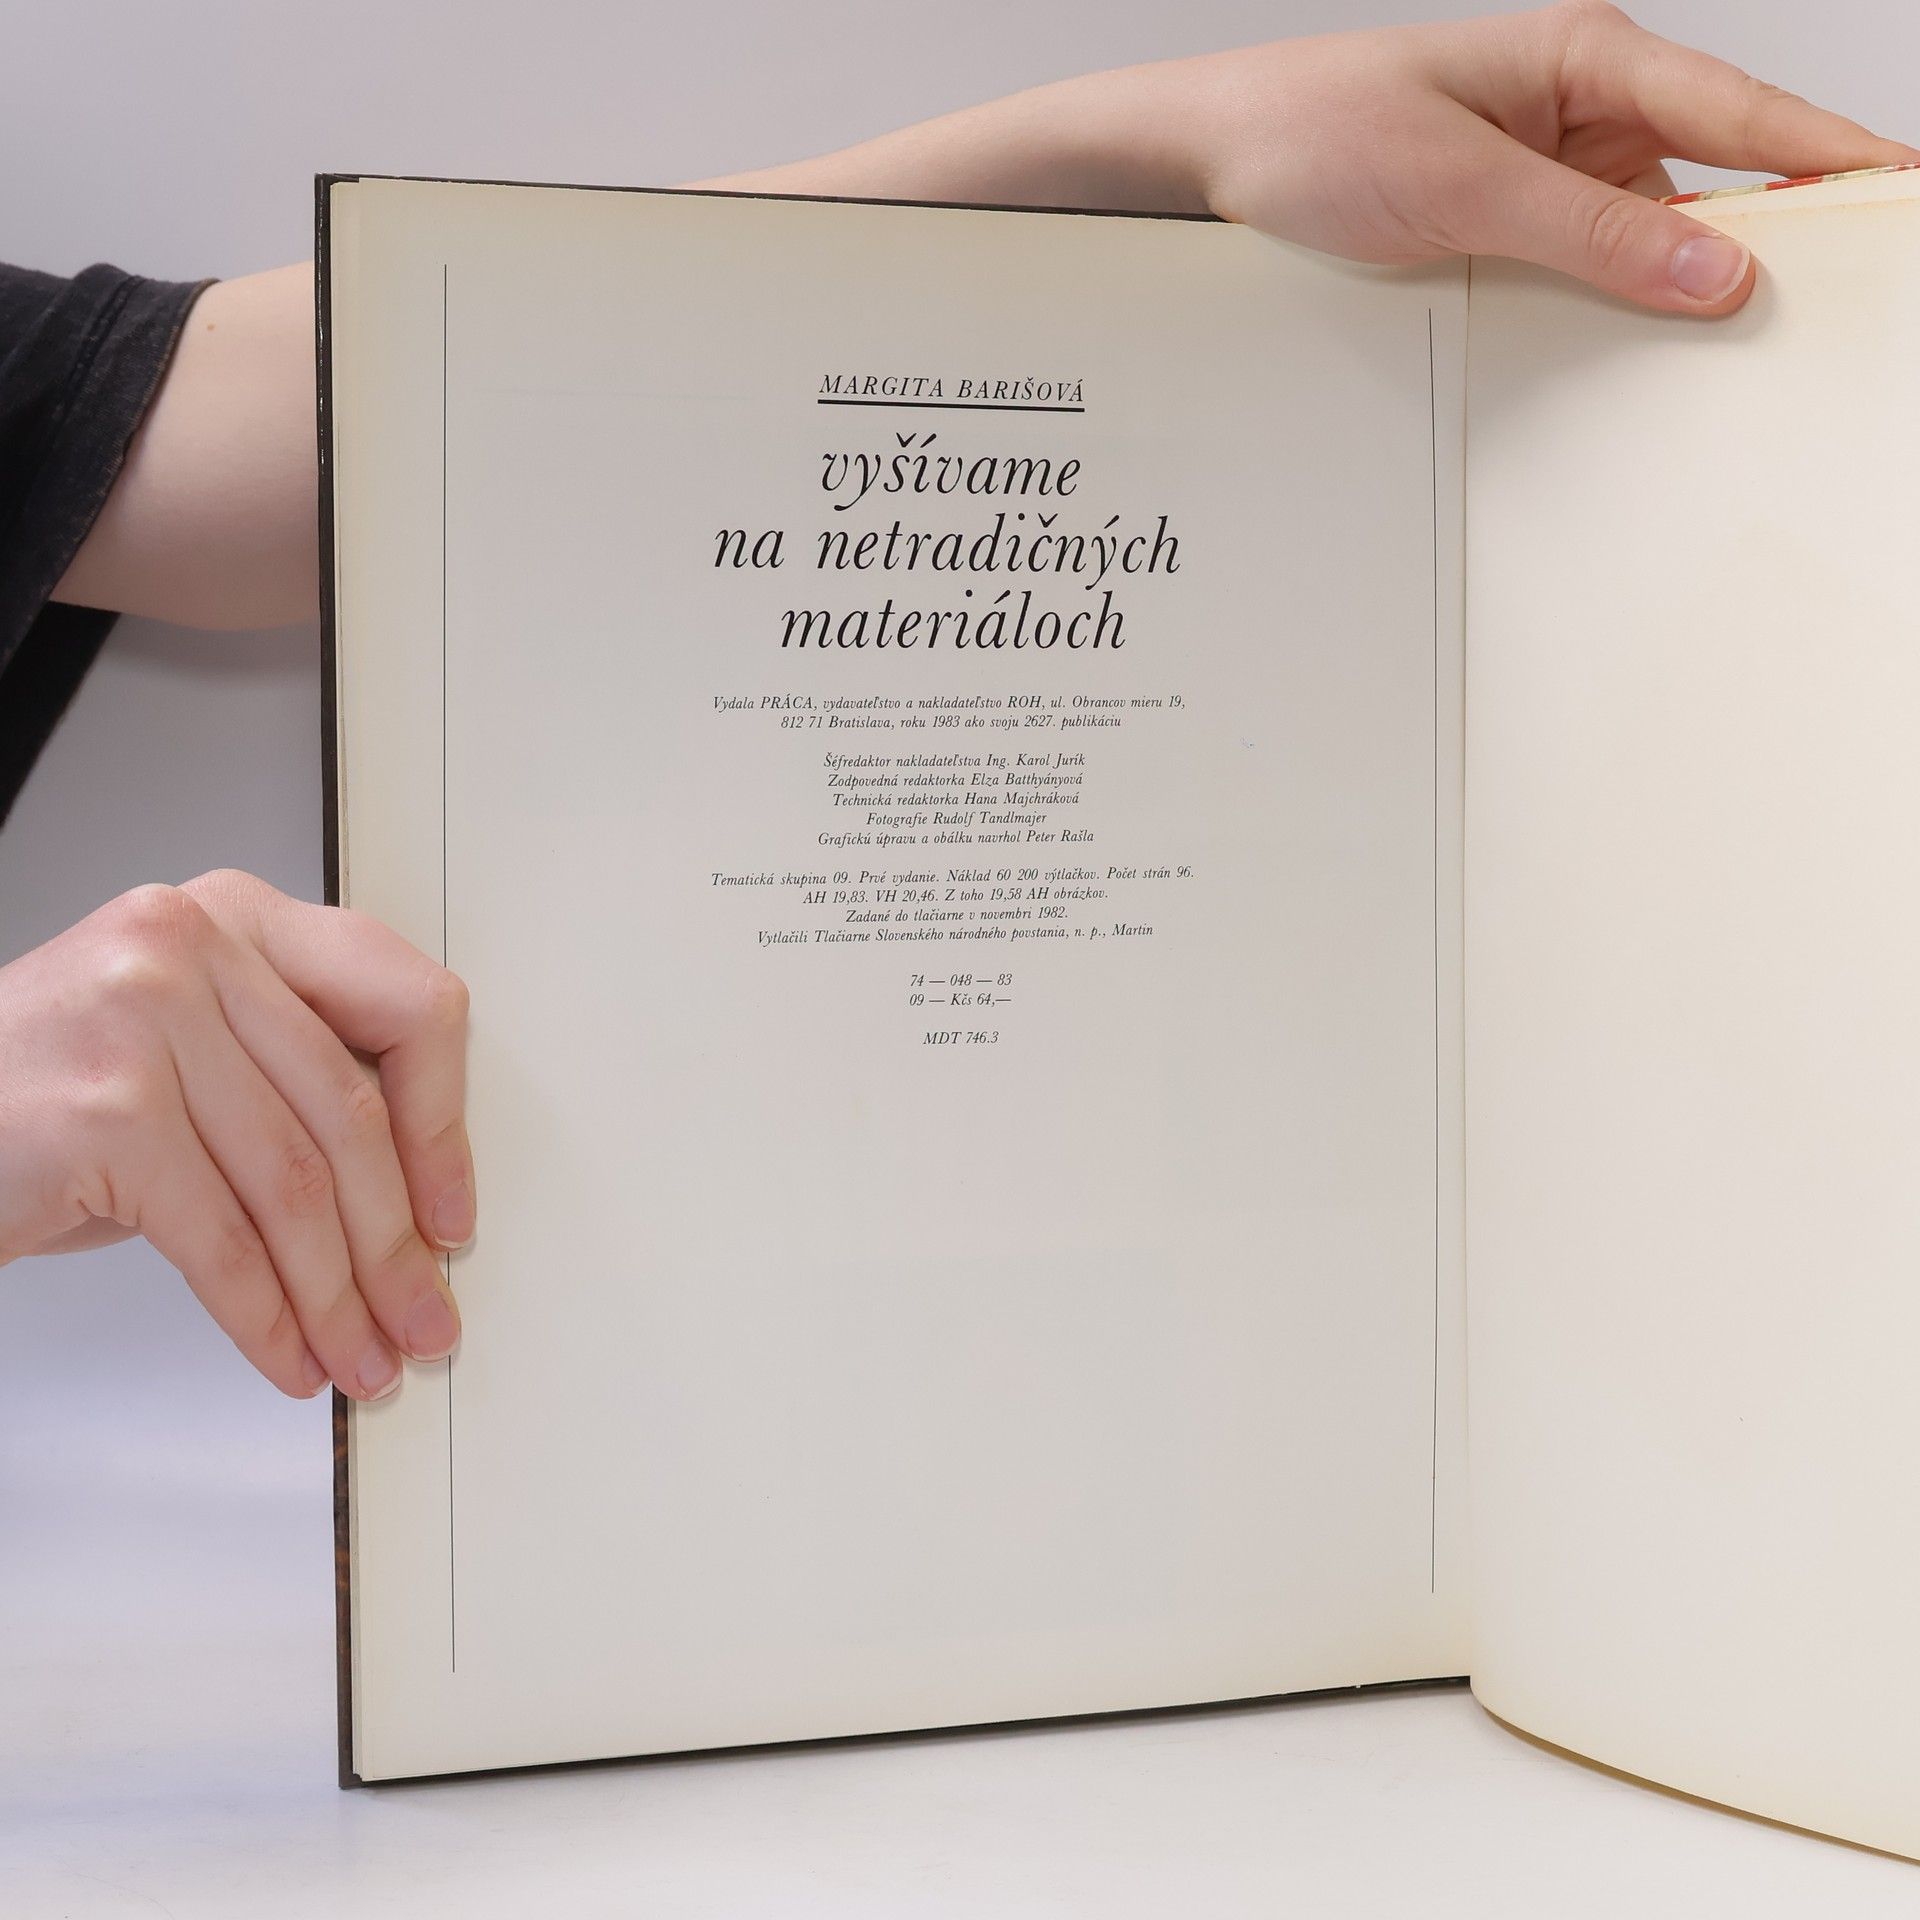 MARGITA BARIŠOVÁ
vyšívame
na netradičných
materiáloch
Vydala PRÁCA, vydavateľstvo a nakladateľstvo ROH, ul. Obrancov mieru 19,
812 71 Bratislava, roku 1983 ako svoju 2627. publikáciu
Šéfredaktor nakladateľstva Ing. Karol Jurík
Zodpovedná redaktorka Elza Batthyányová
Technická redaktorka Hana Majchráková
Fotografie Rudolf Tandlmajer
Grafickú úpravu a obálku navrhol Peter Rašla
Tematická skupina 09. Prvé vydanie. Náklad 60 200 výtlačkov. Počet strán 96.
AH 19,83. VH 20,46. Z toho 19,58 AH obrázkov.
Zadané do tlačiarne v novembri 1982.
Vytlačili Tlačiarne Slovenského národného povstania, n. p., Martin
74 — 048 — 83
09 — Kčs 64,—
MDT 746.3